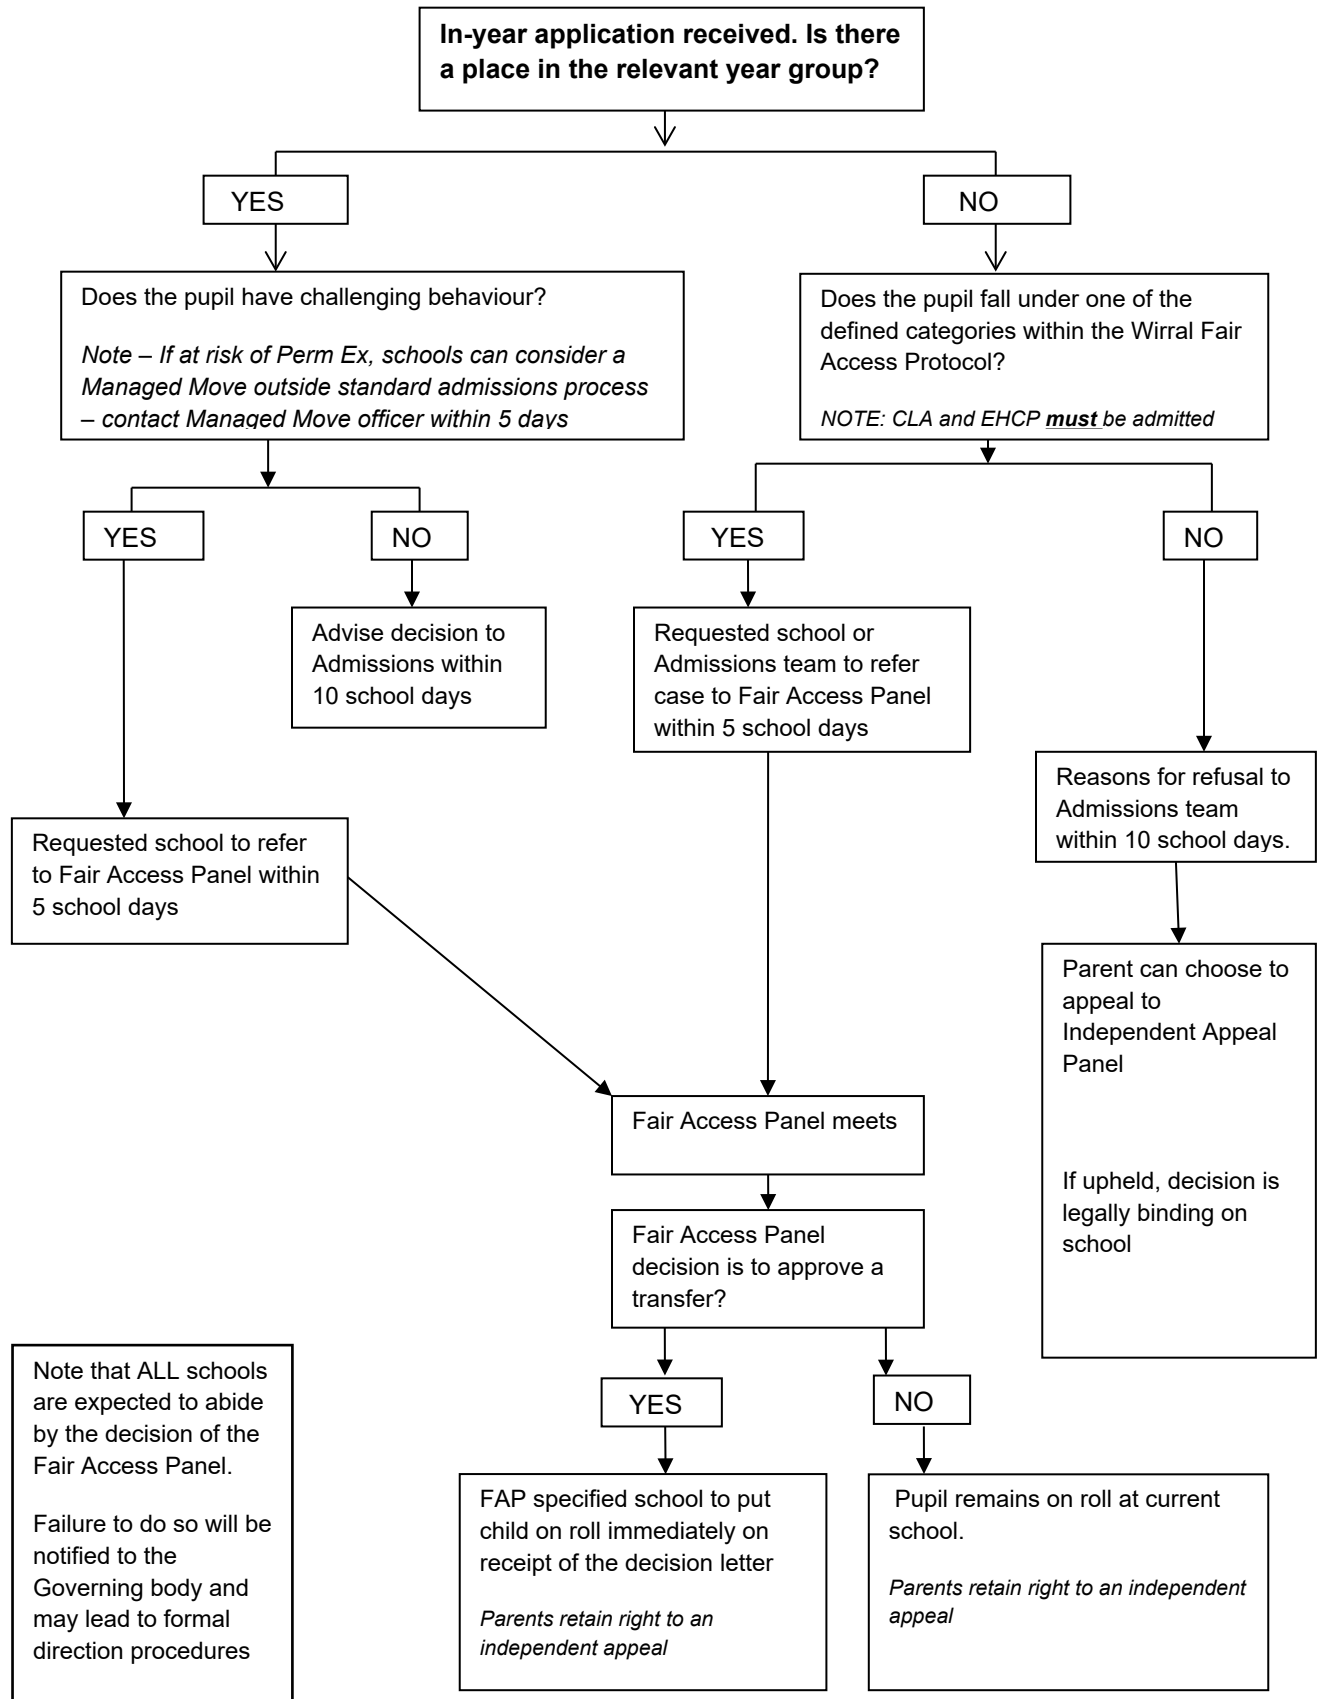 In-year application received. Is there
a place in the relevant year group?
YES
NO
Does the pupil have challenging behaviour?
Note – If at risk of Perm Ex, schools can consider a
Managed Move outside standard admissions process
– contact Managed Move officer within 5 days
Does the pupil fall under one of the
defined categories within the Wirral Fair
Access Protocol?
NOTE: CLA and EHCP must be admitted
YES
NO
YES
NO
Advise decision to
Admissions within
10 school days
Requested school or
Admissions team to refer
case to Fair Access Panel
within 5 school days
Reasons for refusal to
Admissions team
within 10 school days.
Requested school to refer
to Fair Access Panel within
5 school days
Parent can choose to
appeal to
Independent Appeal
Panel
If upheld, decision is
legally binding on
school
Fair Access Panel meets
Fair Access Panel
decision is to approve a
transfer?
YES
NO
Note that ALL schools
are expected to abide
by the decision of the
Fair Access Panel.
Failure to do so will be
notified to the
Governing body and
may lead to formal
direction procedures
FAP specified school to put
child on roll immediately on
receipt of the decision letter
Parents retain right to an
independent appeal
Pupil remains on roll at current
school.
Parents retain right to an independent
appeal